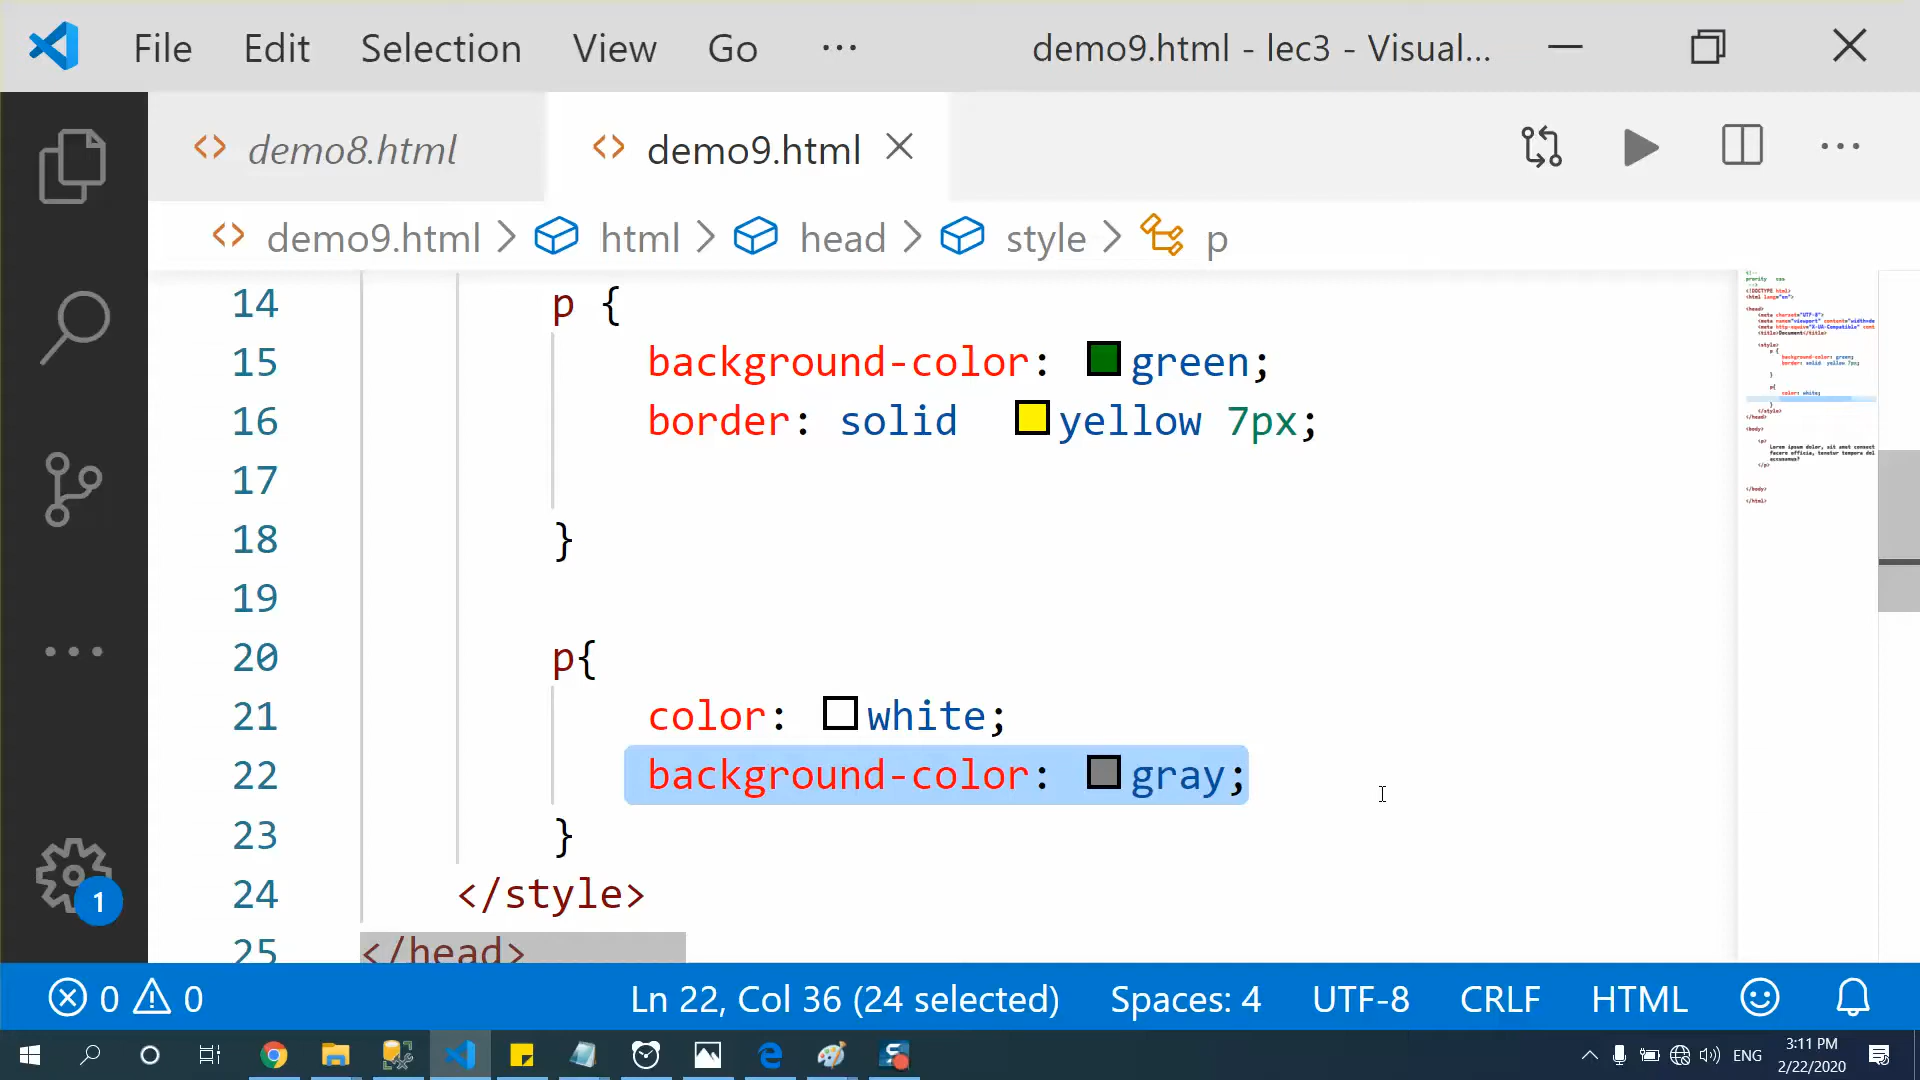 File Edit Selection View Go ··· demo9.html - lec3 - Visual...
demo8.html demo9.html
demo9.html > html > head > style > p
14 p {
15 background-color: green;
16 border: solid yellow 7px;
17
18 }
19
20 p{
21 color: white;
22 background-color: gray;
23 }
24 </style>
25 </head>
1
0 0 Ln 22, Col 36 (24 selected) Spaces: 4 UTF-8 CRLF HTML
ENG 3:11 PM
2/22/2020